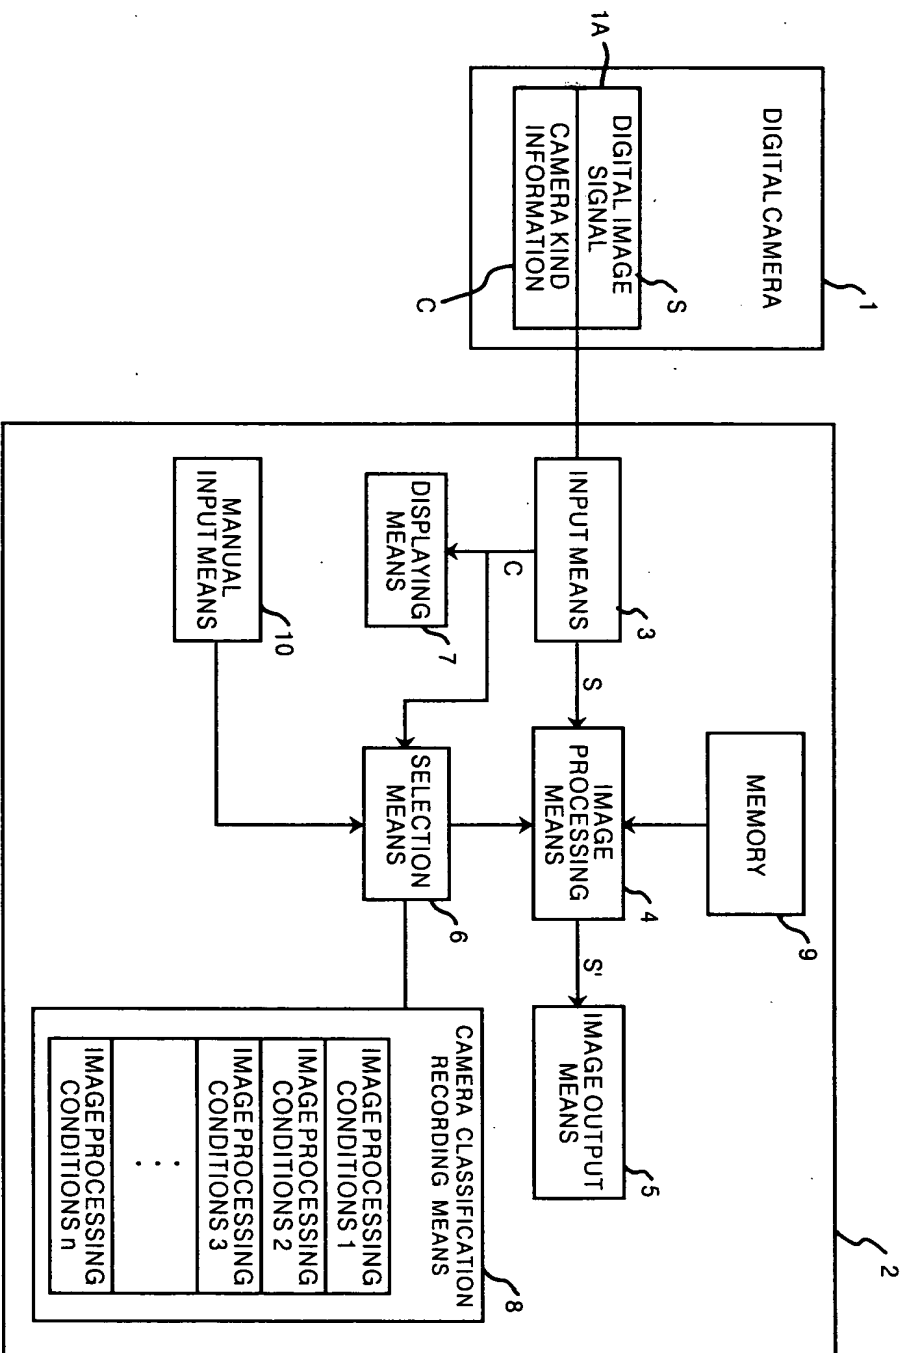 DIGITAL CAMERA
1
1A
DIGITAL IMAGE
SIGNAL
S
CAMERA KIND
INFORMATION
C
2
MEMORY
9
INPUT MEANS
3
S
IMAGE
PROCESSING
MEANS
4
S'
IMAGE OUTPUT
MEANS
5
C
DISPLAYING
MEANS
7
SELECTION
MEANS
6
MANUAL
INPUT MEANS
10
CAMERA CLASSIFICATION
RECORDING MEANS
8
IMAGE PROCESSING
CONDITIONS 1
IMAGE PROCESSING
CONDITIONS 2
IMAGE PROCESSING
CONDITIONS 3
. . .
IMAGE PROCESSING
CONDITIONS n